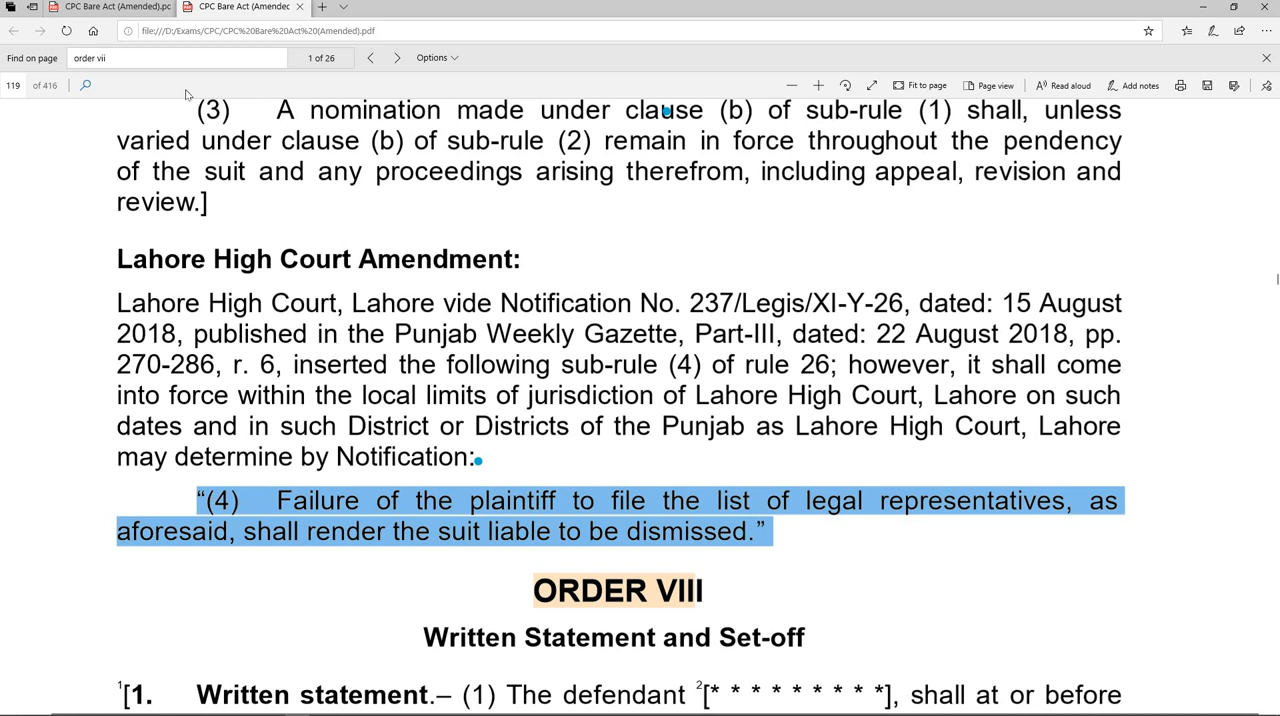 CPC Bare Act (Amended).pc
CPC Bare Act (Amended
file:///D:/Exams/CPC/CPC%20Bare%20Act%20(Amended).pdf
Find on page order vii 1 of 26 Options
119 of 416 Fit to page Page view Read aloud Add notes
(3) A nomination made under clause (b) of sub-rule (1) shall, unless
varied under clause (b) of sub-rule (2) remain in force throughout the pendency
of the suit and any proceedings arising therefrom, including appeal, revision and
review.]
Lahore High Court Amendment:
Lahore High Court, Lahore vide Notification No. 237/Legis/XI-Y-26, dated: 15 August
2018, published in the Punjab Weekly Gazette, Part-III, dated: 22 August 2018, pp.
270-286, r. 6, inserted the following sub-rule (4) of rule 26; however, it shall come
into force within the local limits of jurisdiction of Lahore High Court, Lahore on such
dates and in such District or Districts of the Punjab as Lahore High Court, Lahore
may determine by Notification:
“(4) Failure of the plaintiff to file the list of legal representatives, as
aforesaid, shall render the suit liable to be dismissed.”
ORDER VIII
Written Statement and Set-off
1[1. Written statement.– (1) The defendant 2[* * * * * * * * *], shall at or before